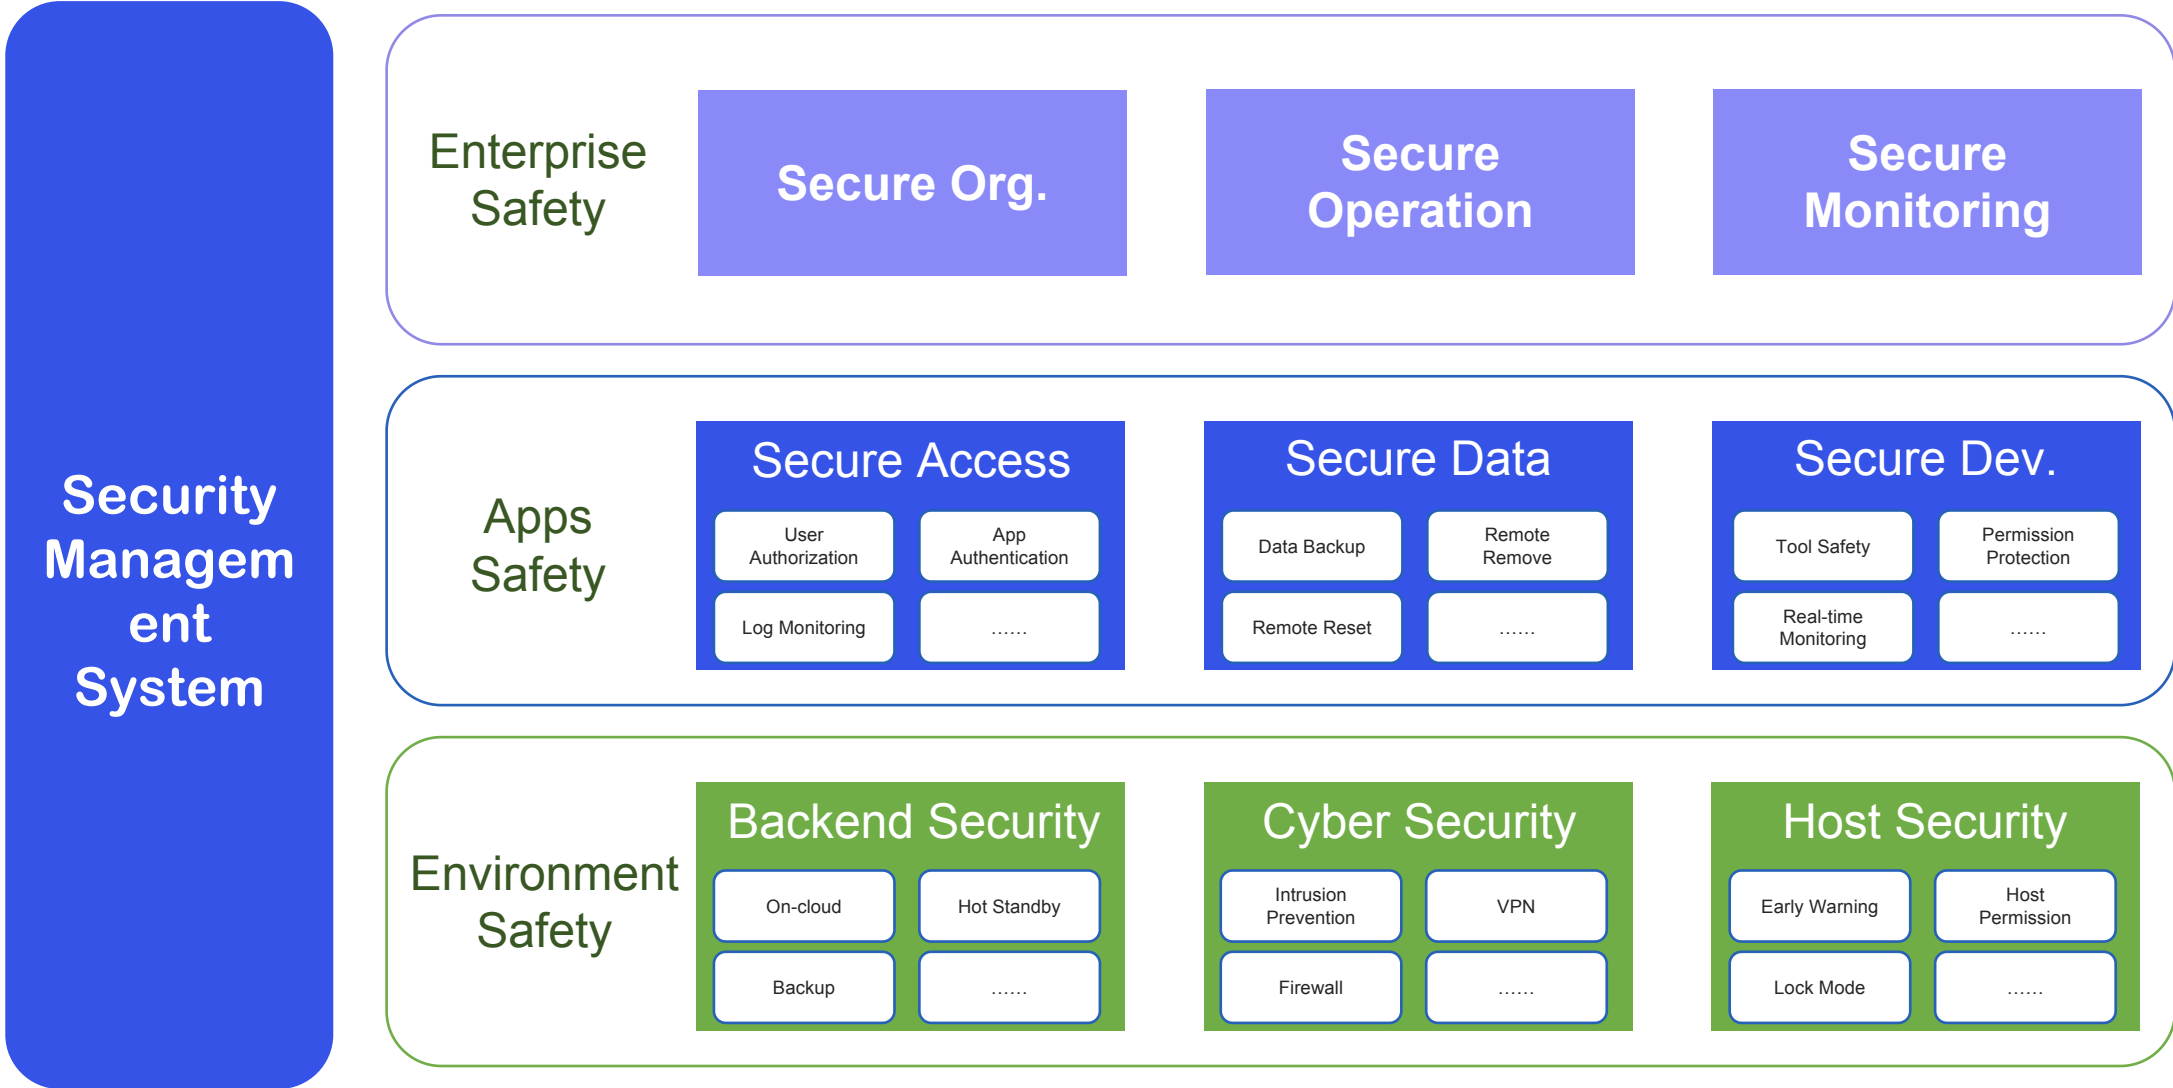 Security
Managem
ent
System
Enterprise
Safety
Secure Org.
Secure
Operation
Secure
Monitoring
Apps
Safety
Secure Access
User
Authorization
App
Authentication
Log Monitoring
……
Secure Data
Data Backup
Remote
Remove
Remote Reset
……
Secure Dev.
Tool Safety
Permission
Protection
Real-time
Monitoring
……
Environment
Safety
Backend Security
On-cloud
Hot Standby
Backup
……
Cyber Security
Intrusion
Prevention
VPN
Firewall
……
Host Security
Early Warning
Host
Permission
Lock Mode
……